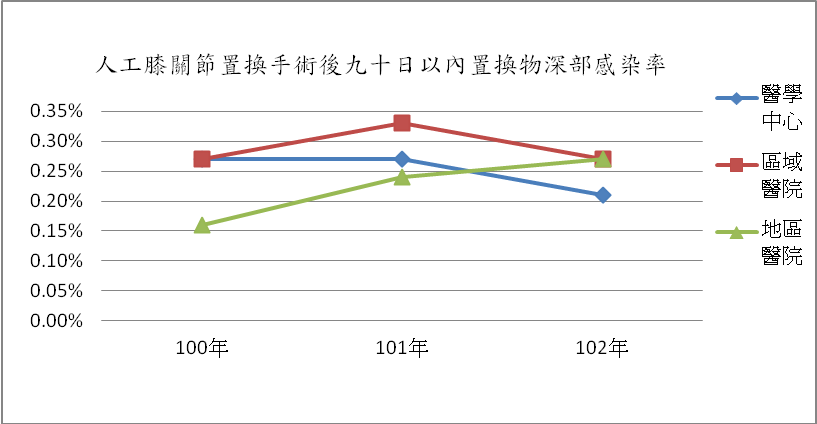 人工膝關節置換手術後九十日以內置換物深部感染率
0.35%
0.30%
0.25%
0.20%
0.15%
0.10%
0.05%
0.00%
100年 101年 102年
醫學
中心
區域
醫院
地區
醫院